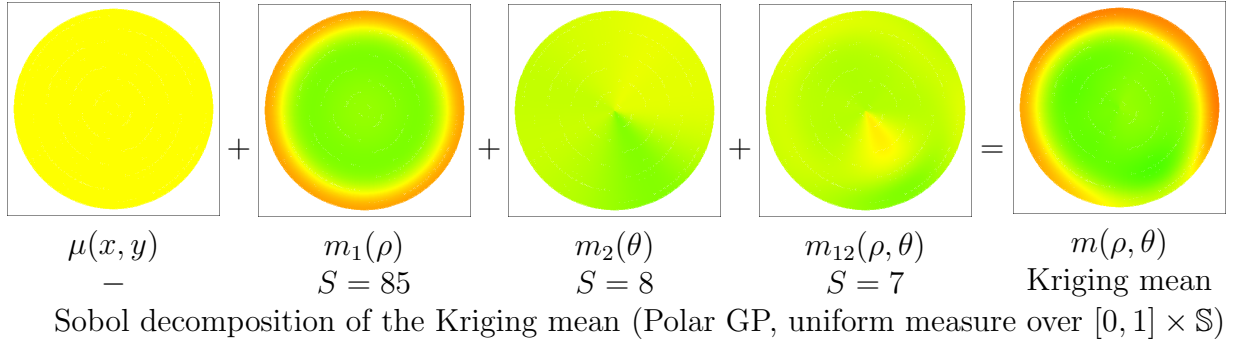 + + + =
μ(x, y) m₁(ρ) m₂(θ) m₁₂(ρ, θ) m(ρ, θ)
− S = 85 S = 8 S = 7 Kriging mean
Sobol decomposition of the Kriging mean (Polar GP, uniform measure over [0, 1] × 𝕊)